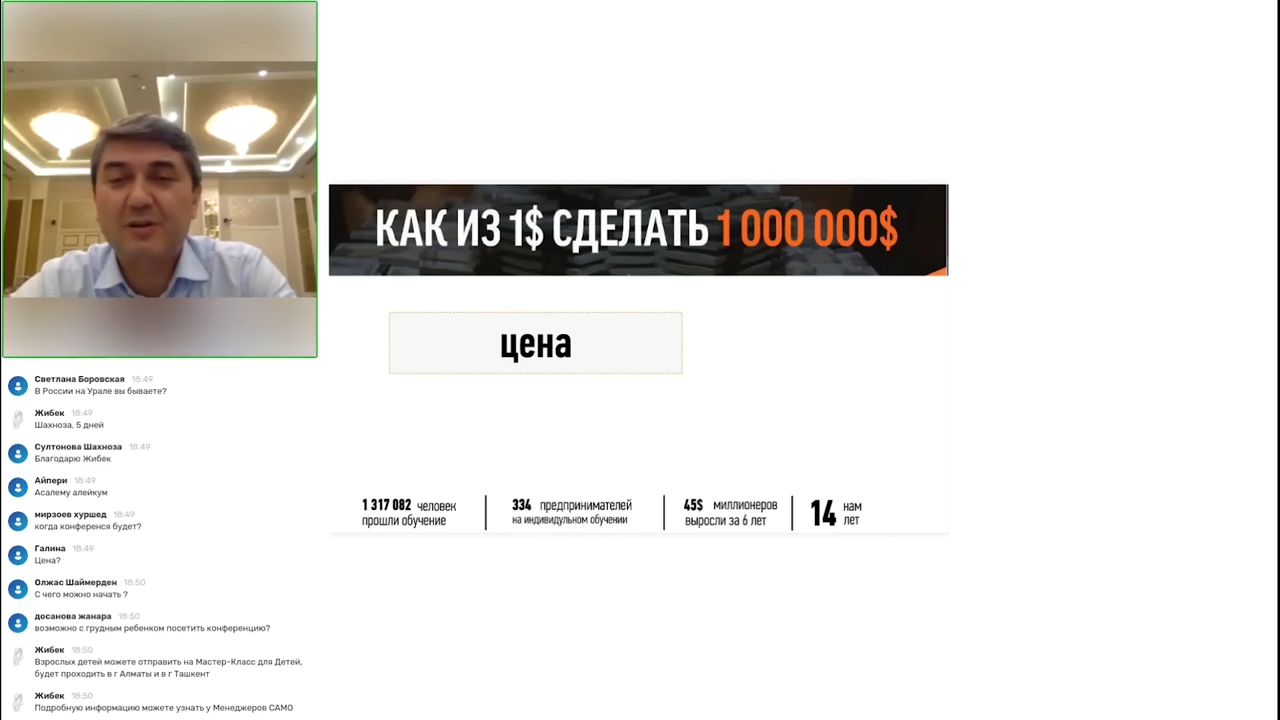 КАК ИЗ 1$ СДЕЛАТЬ 1 000 000$
цена
1 317 082 человек
прошли обучение
334 предпринимателей
на индивидульном обучении
45$ миллионеров
выросли за 6 лет
14 нам
лет
Светлана Боровская 18:49
В России на Урале вы бываете?
Жибек 18:49
Шахноза, 5 дней
Султонова Шахноза 18:49
Благодарю Жибек
Айпери 18:49
Асалему алейкум
мирзоев хуршед 18:49
когда конференся будет?
Галина 18:49
Цена?
Олжас Шаймерден 18:50
С чего можно начать ?
досанова жанара 18:50
возможно с грудным ребенком посетить конференцию?
Жибек 18:50
Взрослых детей можете отправить на Мастер-Класс для Детей,
будет проходить в г Алматы и в г Ташкент
Жибек 18:50
Подробную информацию можете узнать у Менеджеров САМО